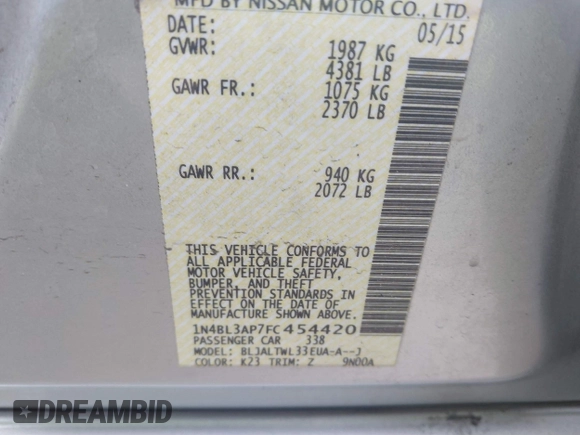 MFD BY NISSAN MOTOR CO., LTD.
DATE: 05/15
GVWR: 1987 KG
4381 LB
GAWR FR.: 1075 KG
2370 LB
GAWR RR.: 940 KG
2072 LB
THIS VEHICLE CONFORMS TO
ALL APPLICABLE FEDERAL
MOTOR VEHICLE SAFETY,
BUMPER, AND THEFT
PREVENTION STANDARDS
IN EFFECT ON THE DATE OF
MANUFACTURE SHOWN ABOVE.
1N4BL3AP7FC454420
PASSENGER CAR 338
MODEL: BLJALTWL33EUA-A--J
COLOR: K23 TRIM: Z 9N00A
DREAMBID